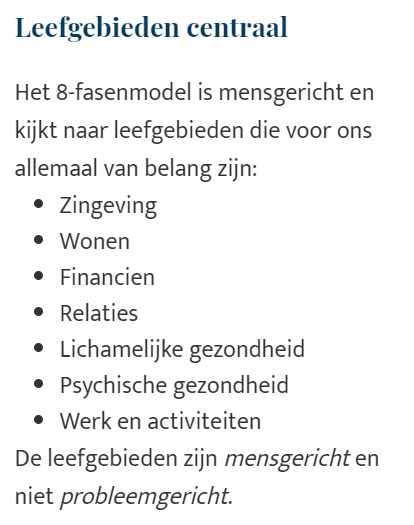 Leefgebieden centraal
Het 8-fasenmodel is mensgericht en
kijkt naar leefgebieden die voor ons
allemaal van belang zijn:
• Zingeving
• Wonen
• Financien
• Relaties
• Lichamelijke gezondheid
• Psychische gezondheid
• Werk en activiteiten
De leefgebieden zijn mensgericht en
niet probleemgericht.